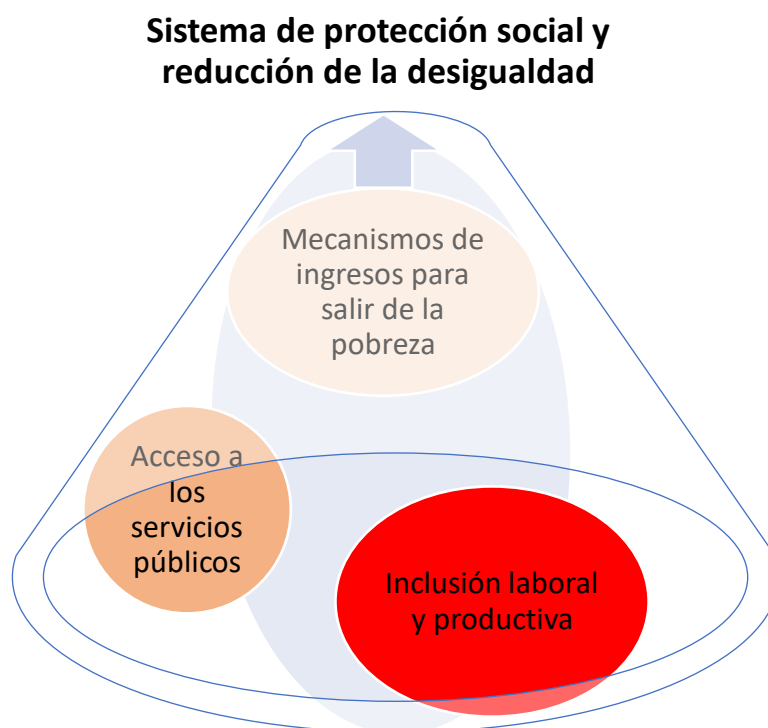 Sistema de protección social y
reducción de la desigualdad
Mecanismos de
ingresos para
salir de la
pobreza
Acceso a
los
servicios
públicos
Inclusión laboral
y productiva